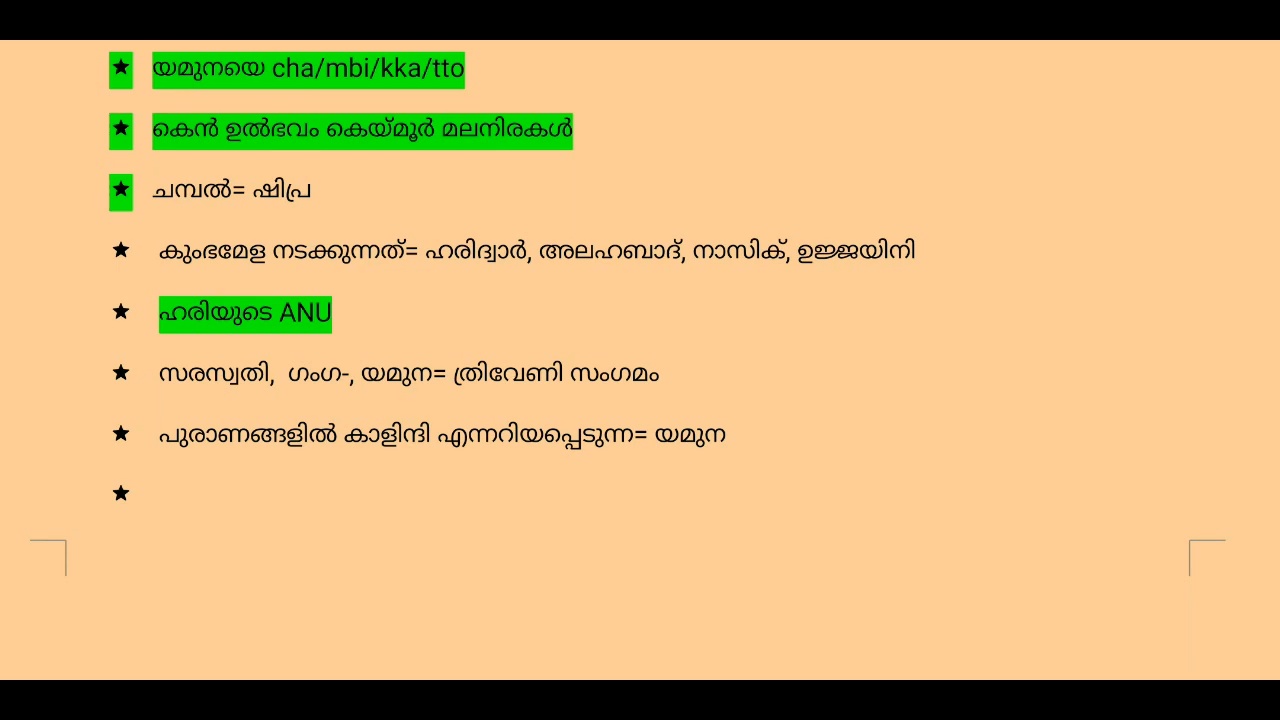 ★ യമുനയെ cha/mbi/kka/tto
★ കെൻ ഉൽഭവം കെയ്മൂർ മലനിരകൾ
★ ചമ്പൽ= ഷിപ്ര
★ കുംഭമേള നടക്കുന്നത്= ഹരിദ്വാർ, അലഹബാദ്, നാസിക്, ഉജ്ജയിനി
★ ഹരിയുടെ ANU
★ സരസ്വതി, ഗംഗ-, യമുന= ത്രിവേണി സംഗമം
★ പുരാണങ്ങളിൽ കാളിന്ദി എന്നറിയപ്പെടുന്ന= യമുന
★